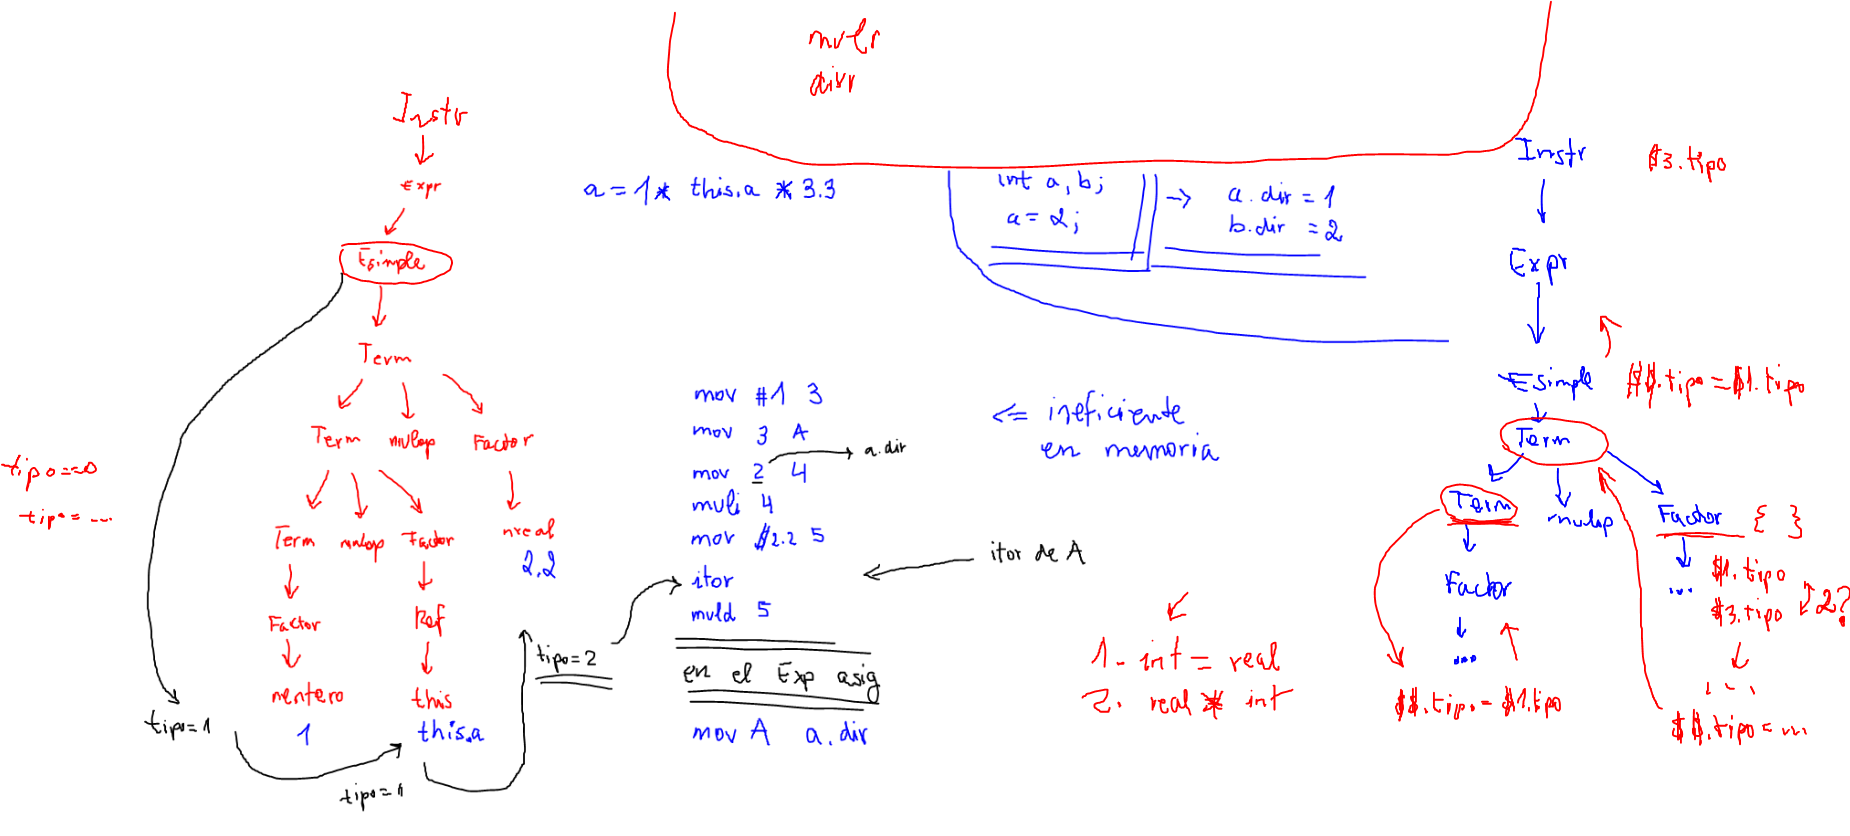 mulr
divr
Instr
Expr
Esimple
Term
Term mulop Factor
Term mulop Factor nreal
2.2
Factor Ref
nentero this
1 this.a
tipo==0
tipo=...
tipo=1
tipo=1
tipo=2
a=1* this.a *3.3
int a,b;
a=2;
-> a.dir=1
b.dir =2
mov #1 3
mov 3 A
mov 2 4
a.dir
muli 4
mov $2.2 5
itor
muld 5
itor de A
en el Exp asig
mov A a.dir
<= ineficiente
en memoria
1- int = real
2. real * int
Instr
$3.tipo
Expr
Esimple
$$.tipo=$1.tipo
Term
Term mulop Factor { }
...
$1.tipo
$3.tipo
2?
...
$$.tipo=...
Factor
...
$$.tipo=$1.tipo